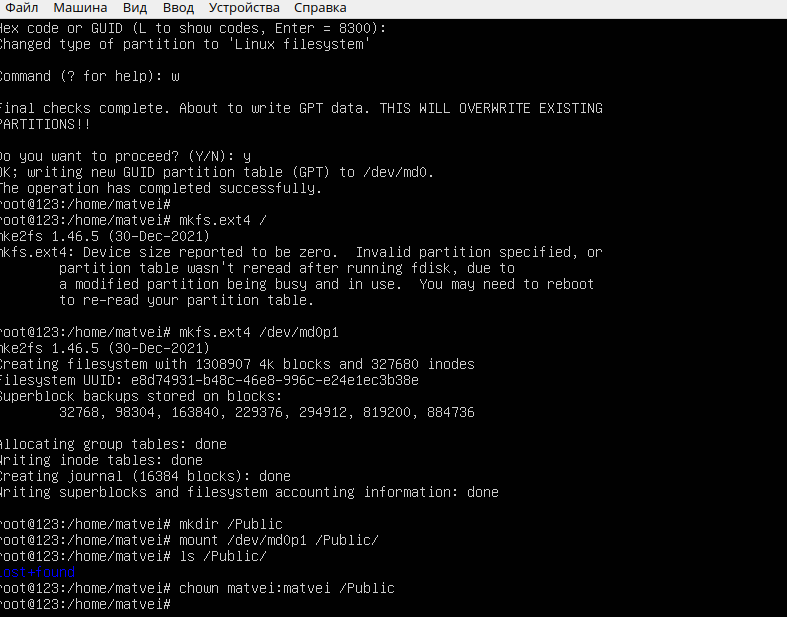 Файл Машина Вид Ввод Устройства Справка
Hex code or GUID (L to show codes, Enter = 8300):
Changed type of partition to 'Linux filesystem'
Command (? for help): w
Final checks complete. About to write GPT data. THIS WILL OVERWRITE EXISTING
PARTITIONS!!
Do you want to proceed? (Y/N): y
OK; writing new GUID partition table (GPT) to /dev/md0.
The operation has completed successfully.
root@123:/home/matvei#
root@123:/home/matvei# mkfs.ext4 /
mke2fs 1.46.5 (30-Dec-2021)
mkfs.ext4: Device size reported to be zero.  Invalid partition specified, or
        partition table wasn't reread after running fdisk, due to
        a modified partition being busy and in use.  You may need to reboot
        to re-read your partition table.
root@123:/home/matvei# mkfs.ext4 /dev/md0p1
mke2fs 1.46.5 (30-Dec-2021)
Creating filesystem with 1308907 4k blocks and 327680 inodes
Filesystem UUID: e8d74931-b48c-46e8-996c-e24e1ec3b38e
Superblock backups stored on blocks:
        32768, 98304, 163840, 229376, 294912, 819200, 884736
Allocating group tables: done
Writing inode tables: done
Creating journal (16384 blocks): done
Writing superblocks and filesystem accounting information: done
root@123:/home/matvei# mkdir /Public
root@123:/home/matvei# mount /dev/md0p1 /Public/
root@123:/home/matvei# ls /Public/
lost+found
root@123:/home/matvei# chown matvei:matvei /Public
root@123:/home/matvei#